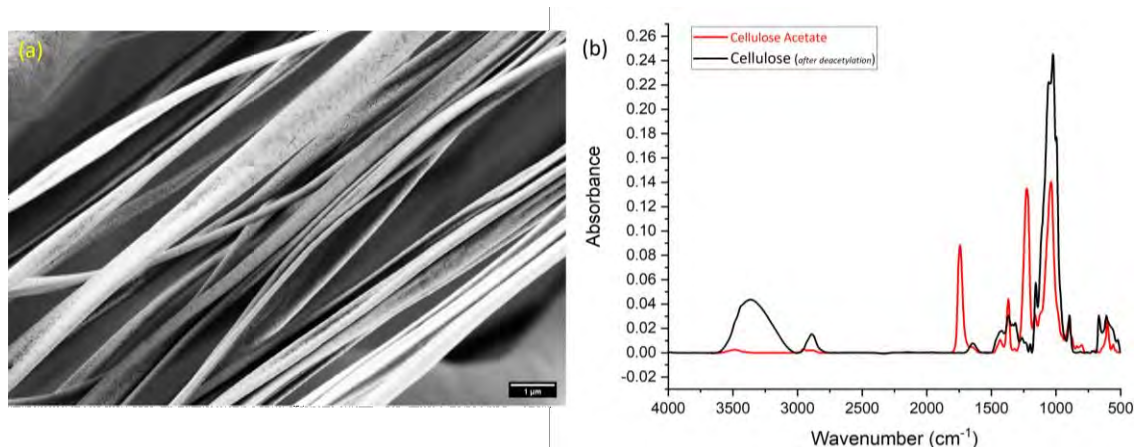 (a)
1 µm
(b)
Cellulose Acetate
Cellulose (after deacetylation)
Absorbance
0.26
0.24
0.22
0.20
0.18
0.16
0.14
0.12
0.10
0.08
0.06
0.04
0.02
0.00
-0.02
4000 3500 3000 2500 2000 1500 1000 500
Wavenumber (cm⁻¹)